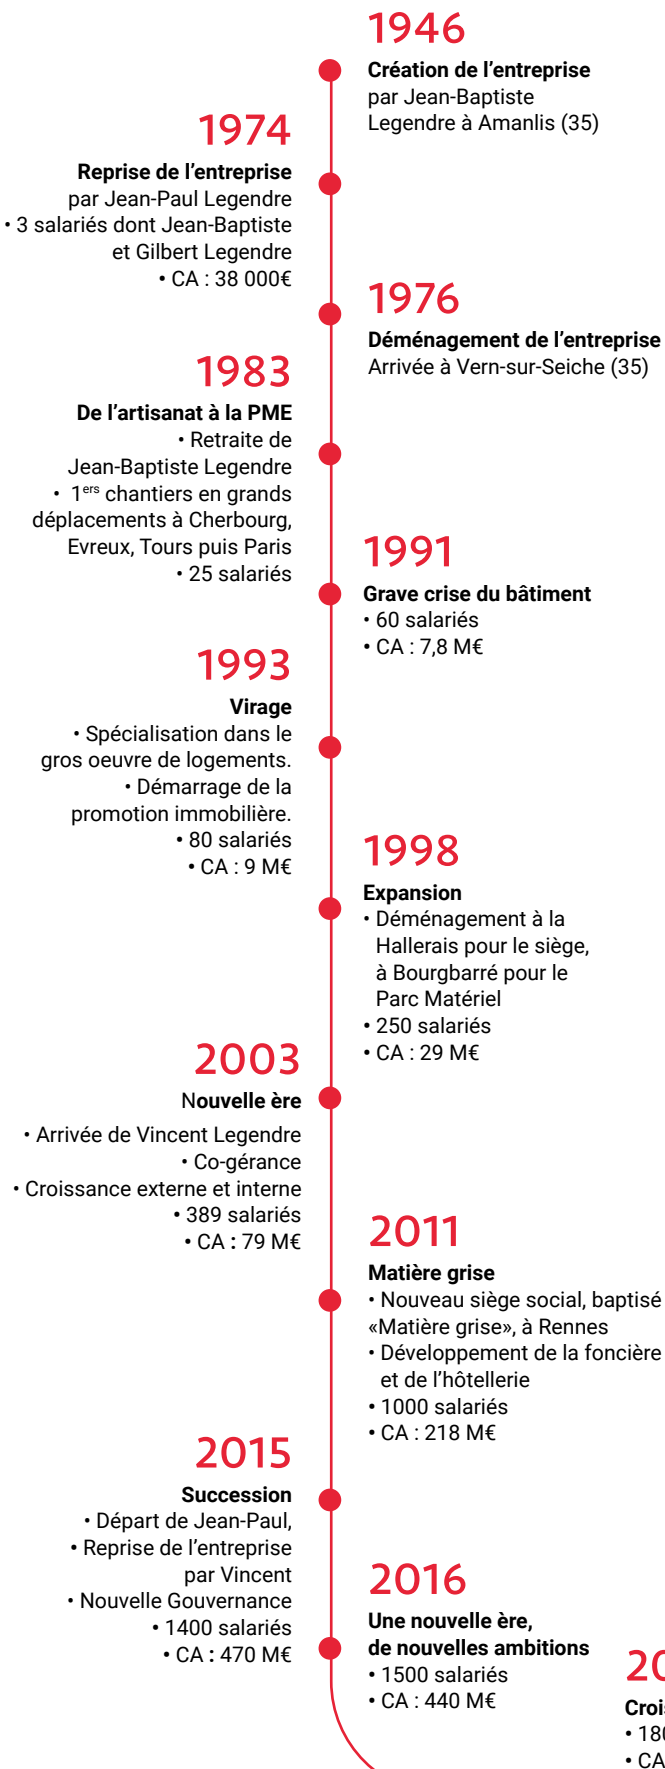 1946
Création de l'entreprise
par Jean-Baptiste
Legendre à Amanlis (35)
1974
Reprise de l'entreprise
par Jean-Paul Legendre
• 3 salariés dont Jean-Baptiste
et Gilbert Legendre
• CA : 38 000€
1976
Déménagement de l'entreprise
Arrivée à Vern-sur-Seiche (35)
1983
De l'artisanat à la PME
• Retraite de
Jean-Baptiste Legendre
• 1ers chantiers en grands
déplacements à Cherbourg,
Evreux, Tours puis Paris
• 25 salariés
1991
Grave crise du bâtiment
• 60 salariés
• CA : 7,8 M€
1993
Virage
• Spécialisation dans le
gros oeuvre de logements.
• Démarrage de la
promotion immobilière.
• 80 salariés
• CA : 9 M€
1998
Expansion
• Déménagement à la
Hallerais pour le siège,
à Bourgbarré pour le
Parc Matériel
• 250 salariés
• CA : 29 M€
2003
Nouvelle ère
• Arrivée de Vincent Legendre
• Co-gérance
• Croissance externe et interne
• 389 salariés
• CA : 79 M€
2011
Matière grise
• Nouveau siège social, baptisé
«Matière grise», à Rennes
• Développement de la foncière
et de l'hôtellerie
• 1000 salariés
• CA : 218 M€
2015
Succession
• Départ de Jean-Paul,
• Reprise de l'entreprise
par Vincent
• Nouvelle Gouvernance
• 1400 salariés
• CA : 470 M€
2016
Une nouvelle ère,
de nouvelles ambitions
• 1500 salariés
• CA : 440 M€
• CA